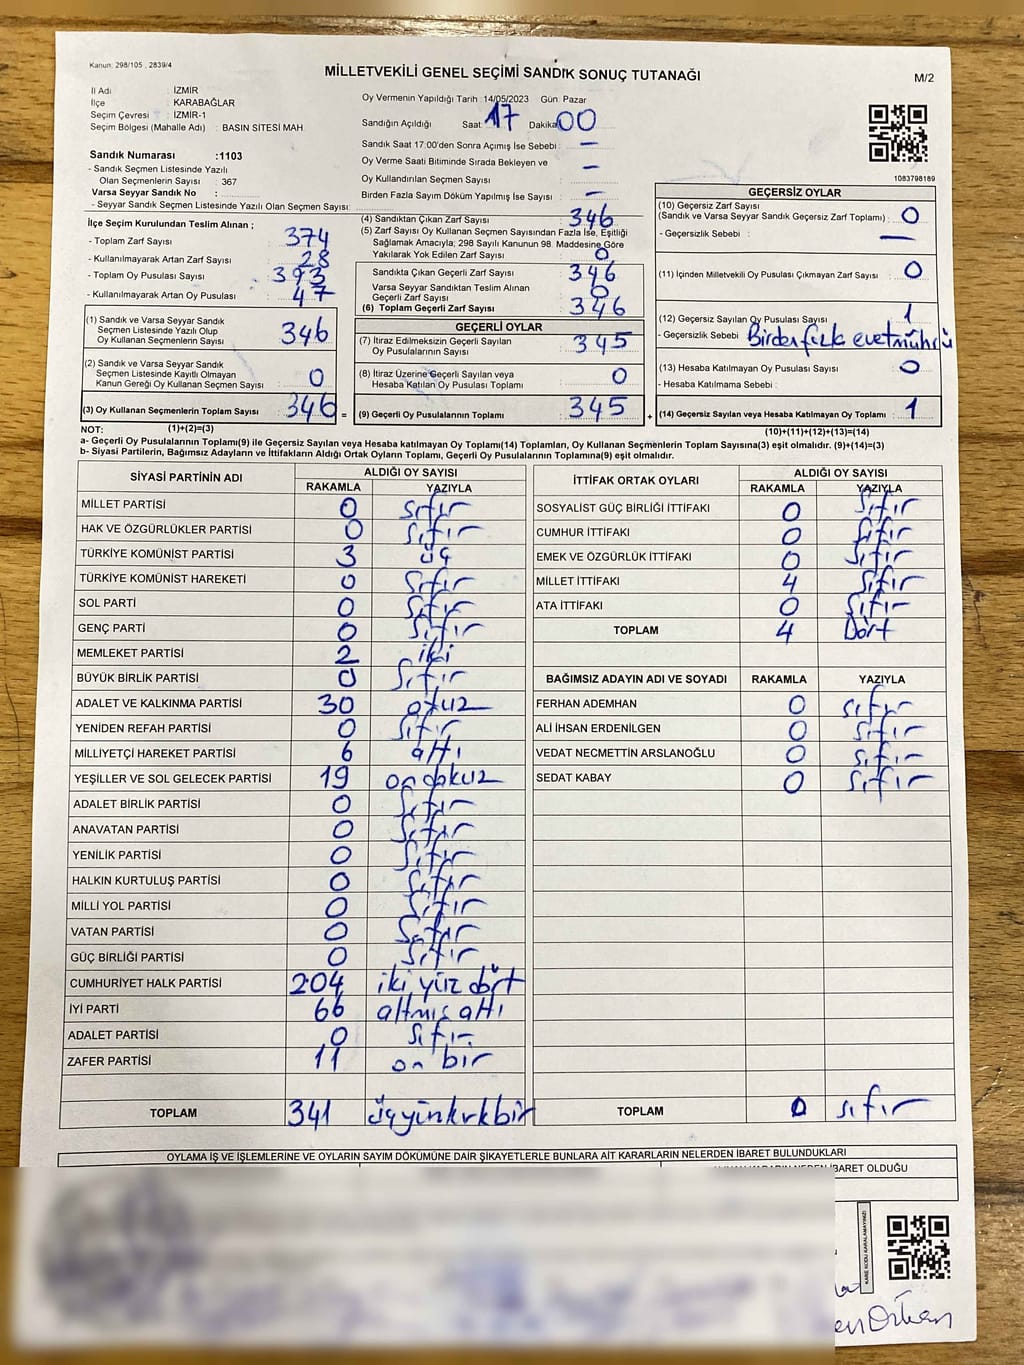 Kanun: 298/105 , 2839/4
MİLLETVEKİLİ GENEL SEÇİMİ SANDIK SONUÇ TUTANAĞI
M/2
İl Adı : İZMİR
İlçe : KARABAĞLAR
Seçim Çevresi : İZMİR-1
Seçim Bölgesi (Mahalle Adı) : BASIN SİTESİ MAH.
Sandık Numarası :1103
- Sandık Seçmen Listesinde Yazılı
Olan Seçmenlerin Sayısı : 367
Varsa Seyyar Sandık No :
- Seyyar Sandık Seçmen Listesinde Yazılı Olan Seçmen Sayısı:
Oy Vermenin Yapıldığı Tarih :14/05/2023 Gün: Pazar
Sandığın Açıldığı Saat: 17 Dakika: 00
Sandık Saat 17:00'den Sonra Açımış İse Sebebi : —
Oy Verme Saati Bitiminde Sırada Bekleyen ve
Oy Kullandırılan Seçmen Sayısı : —
Birden Fazla Sayım Döküm Yapılmış İse Sayısı : —
1083798189
İlçe Seçim Kurulundan Teslim Alınan ;
- Toplam Zarf Sayısı : 374
- Kullanılmayarak Artan Zarf Sayısı : 28
- Toplam Oy Pusulası Sayısı : 393
- Kullanılmayarak Artan Oy Pusulası : 47
(1) Sandık ve Varsa Seyyar Sandık
Seçmen Listesinde Yazılı Olup
Oy Kullanan Seçmenlerin Sayısı : 346
(2) Sandık ve Varsa Seyyar Sandık
Seçmen Listesinde Kayıtlı Olmayan
Kanun Gereği Oy Kullanan Seçmen Sayısı : 0
(3) Oy Kullanan Seçmenlerin Toplam Sayısı : 346 =
(4) Sandıktan Çıkan Zarf Sayısı : 346
(5) Zarf Sayısı Oy Kullanan Seçmen Sayısından Fazla İse, Eşitliği
Sağlamak Amacıyla; 298 Sayılı Kanunun 98. Maddesine Göre
Yakılarak Yok Edilen Zarf Sayısı : 0
Sandıkta Çıkan Geçerli Zarf Sayısı : 346
Varsa Seyyar Sandıktan Teslim Alınan
Geçerli Zarf Sayısı : 0
(6) Toplam Geçerli Zarf Sayısı : 346
GEÇERLİ OYLAR
(7) İtiraz Edilmeksizin Geçerli Sayılan
Oy Pusulalarının Sayısı : 345
(8) İtiraz Üzerine Geçerli Sayılan veya
Hesaba Katılan Oy Pusulası Toplamı : 0
(9) Geçerli Oy Pusulalarının Toplamı : 345 +
GEÇERSİZ OYLAR
(10) Geçersiz Zarf Sayısı
(Sandık ve Varsa Seyyar Sandık Geçersiz Zarf Toplamı) : 0
- Geçersizlik Sebebi : —
(11) İçinden Milletvekili Oy Pusulası Çıkmayan Zarf Sayısı : 0
(12) Geçersiz Sayılan Oy Pusulası Sayısı : 1
- Geçersizlik Sebebi : Birden fazla evet mührü
(13) Hesaba Katılmayan Oy Pusulası Sayısı : 0
- Hesaba Katılmama Sebebi :
(14) Geçersiz Sayılan veya Hesaba Katılmayan Oy Toplamı : 1
NOT: (1)+(2)=(3) (10)+(11)+(12)+(13)=(14)
a- Geçerli Oy Pusulalarının Toplamı(9) ile Geçersiz Sayılan veya Hesaba katılmayan Oy Toplamı(14) Toplamları, Oy Kullanan Seçmenlerin Toplam Sayısına(3) eşit olmalıdır. (9)+(14)=(3)
b- Siyasi Partilerin, Bağımsız Adayların ve İttifakların Aldığı Ortak Oyların Toplamı, Geçerli Oy Pusulalarının Toplamına(9) eşit olmalıdır.
SİYASİ PARTİNİN ADI ALDIĞI OY SAYISI
RAKAMLA YAZIYLA
MİLLET PARTİSİ 0 sıfır
HAK VE ÖZGÜRLÜKLER PARTİSİ 0 sıfır
TÜRKİYE KOMÜNİST PARTİSİ 3 üç
TÜRKİYE KOMÜNİST HAREKETİ 0 sıfır
SOL PARTİ 0 sıfır
GENÇ PARTİ 0 sıfır
MEMLEKET PARTİSİ 2 iki
BÜYÜK BİRLİK PARTİSİ 0 sıfır
ADALET VE KALKINMA PARTİSİ 30 otuz
YENİDEN REFAH PARTİSİ 0 sıfır
MİLLİYETÇİ HAREKET PARTİSİ 6 altı
YEŞİLLER VE SOL GELECEK PARTİSİ 19 on dokuz
ADALET BİRLİK PARTİSİ 0 sıfır
ANAVATAN PARTİSİ 0 sıfır
YENİLİK PARTİSİ 0 sıfır
HALKIN KURTULUŞ PARTİSİ 0 sıfır
MİLLİ YOL PARTİSİ 0 sıfır
VATAN PARTİSİ 0 sıfır
GÜÇ BİRLİĞİ PARTİSİ 0 sıfır
CUMHURİYET HALK PARTİSİ 204 iki yüz dört
İYİ PARTİ 66 altmış altı
ADALET PARTİSİ 0 sıfır
ZAFER PARTİSİ 11 on bir
TOPLAM 341
İTTİFAK ORTAK OYLARI ALDIĞI OY SAYISI
RAKAMLA YAZIYLA
SOSYALİST GÜÇ BİRLİĞİ İTTİFAKI 0 sıfır
CUMHUR İTTİFAKI 0 sıfır
EMEK VE ÖZGÜRLÜK İTTİFAKI 0 sıfır
MİLLET İTTİFAKI 4 sıfır
ATA İTTİFAKI 0 sıfır
TOPLAM 4 Dört
BAĞIMSIZ ADAYIN ADI VE SOYADI RAKAMLA YAZIYLA
FERHAN ADEMHAN 0 sıfır
ALİ İHSAN ERDENİLGEN 0 sıfır
VEDAT NECMETTİN ARSLANOĞLU 0 sıfır
SEDAT KABAY 0 sıfır
TOPLAM 0 sıfır
OYLAMA İŞ VE İŞLEMLERİNE VE OYLARIN SAYIM DÖKÜMÜNE DAİR ŞİKAYETLERLE BUNLARA AİT KARARLARIN NELERDEN İBARET BULUNDUKLARI
İBARET OLDUĞU
KARE KODU KARALAMAYINIZ!
Orkan